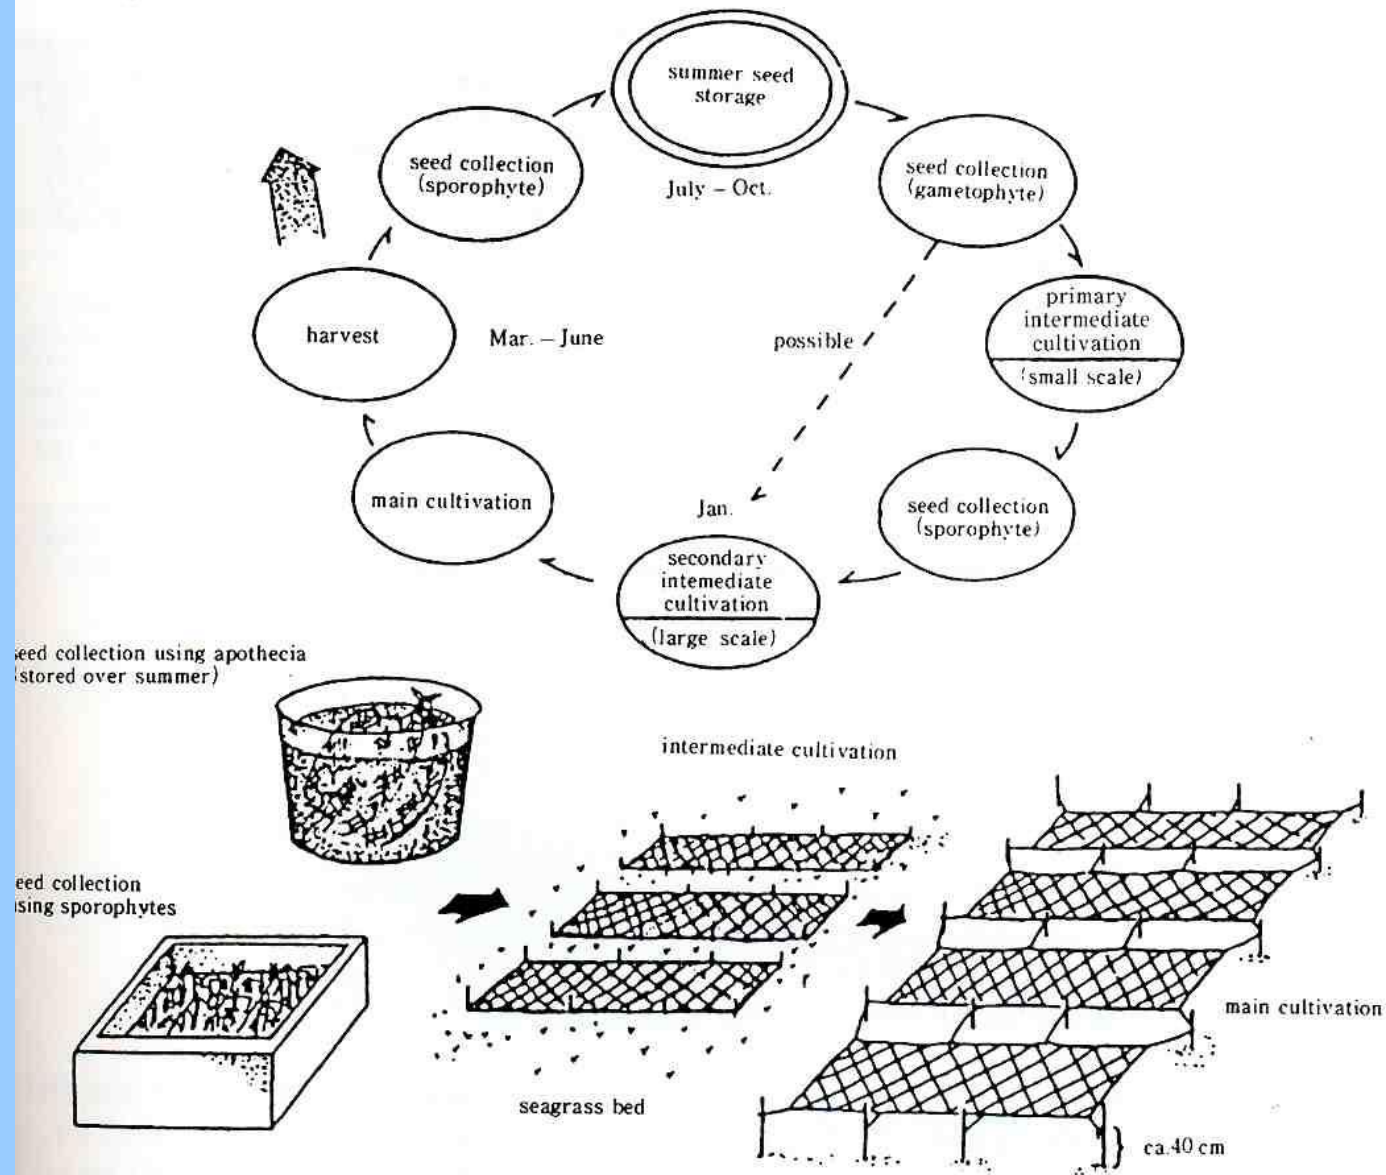 summer seed
storage
July – Oct.
seed collection
(gametophyte)
primary
intermediate
cultivation
(small scale)
seed collection
(sporophyte)
possible
Jan.
secondary
intemediate
cultivation
(large scale)
main cultivation
harvest
Mar. – June
seed collection
(sporophyte)
seed collection using apothecia
(stored over summer)
eed collection
using sporophytes
intermediate cultivation
seagrass bed
main cultivation
ca.40 cm